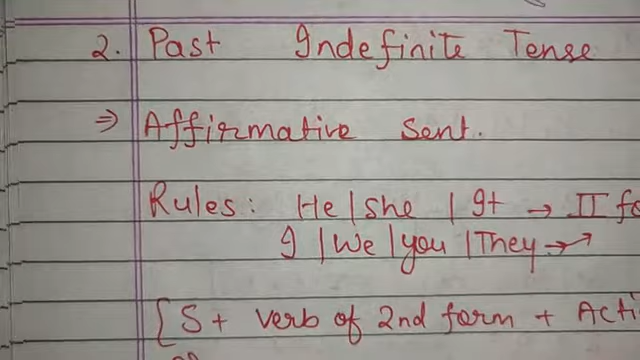 2. Past Indefinite Tense
⇒ Affirmative Sent.
Rules: He | she | It → II fo
I | We | you | They →↗
[S + verb of 2nd form + Acti